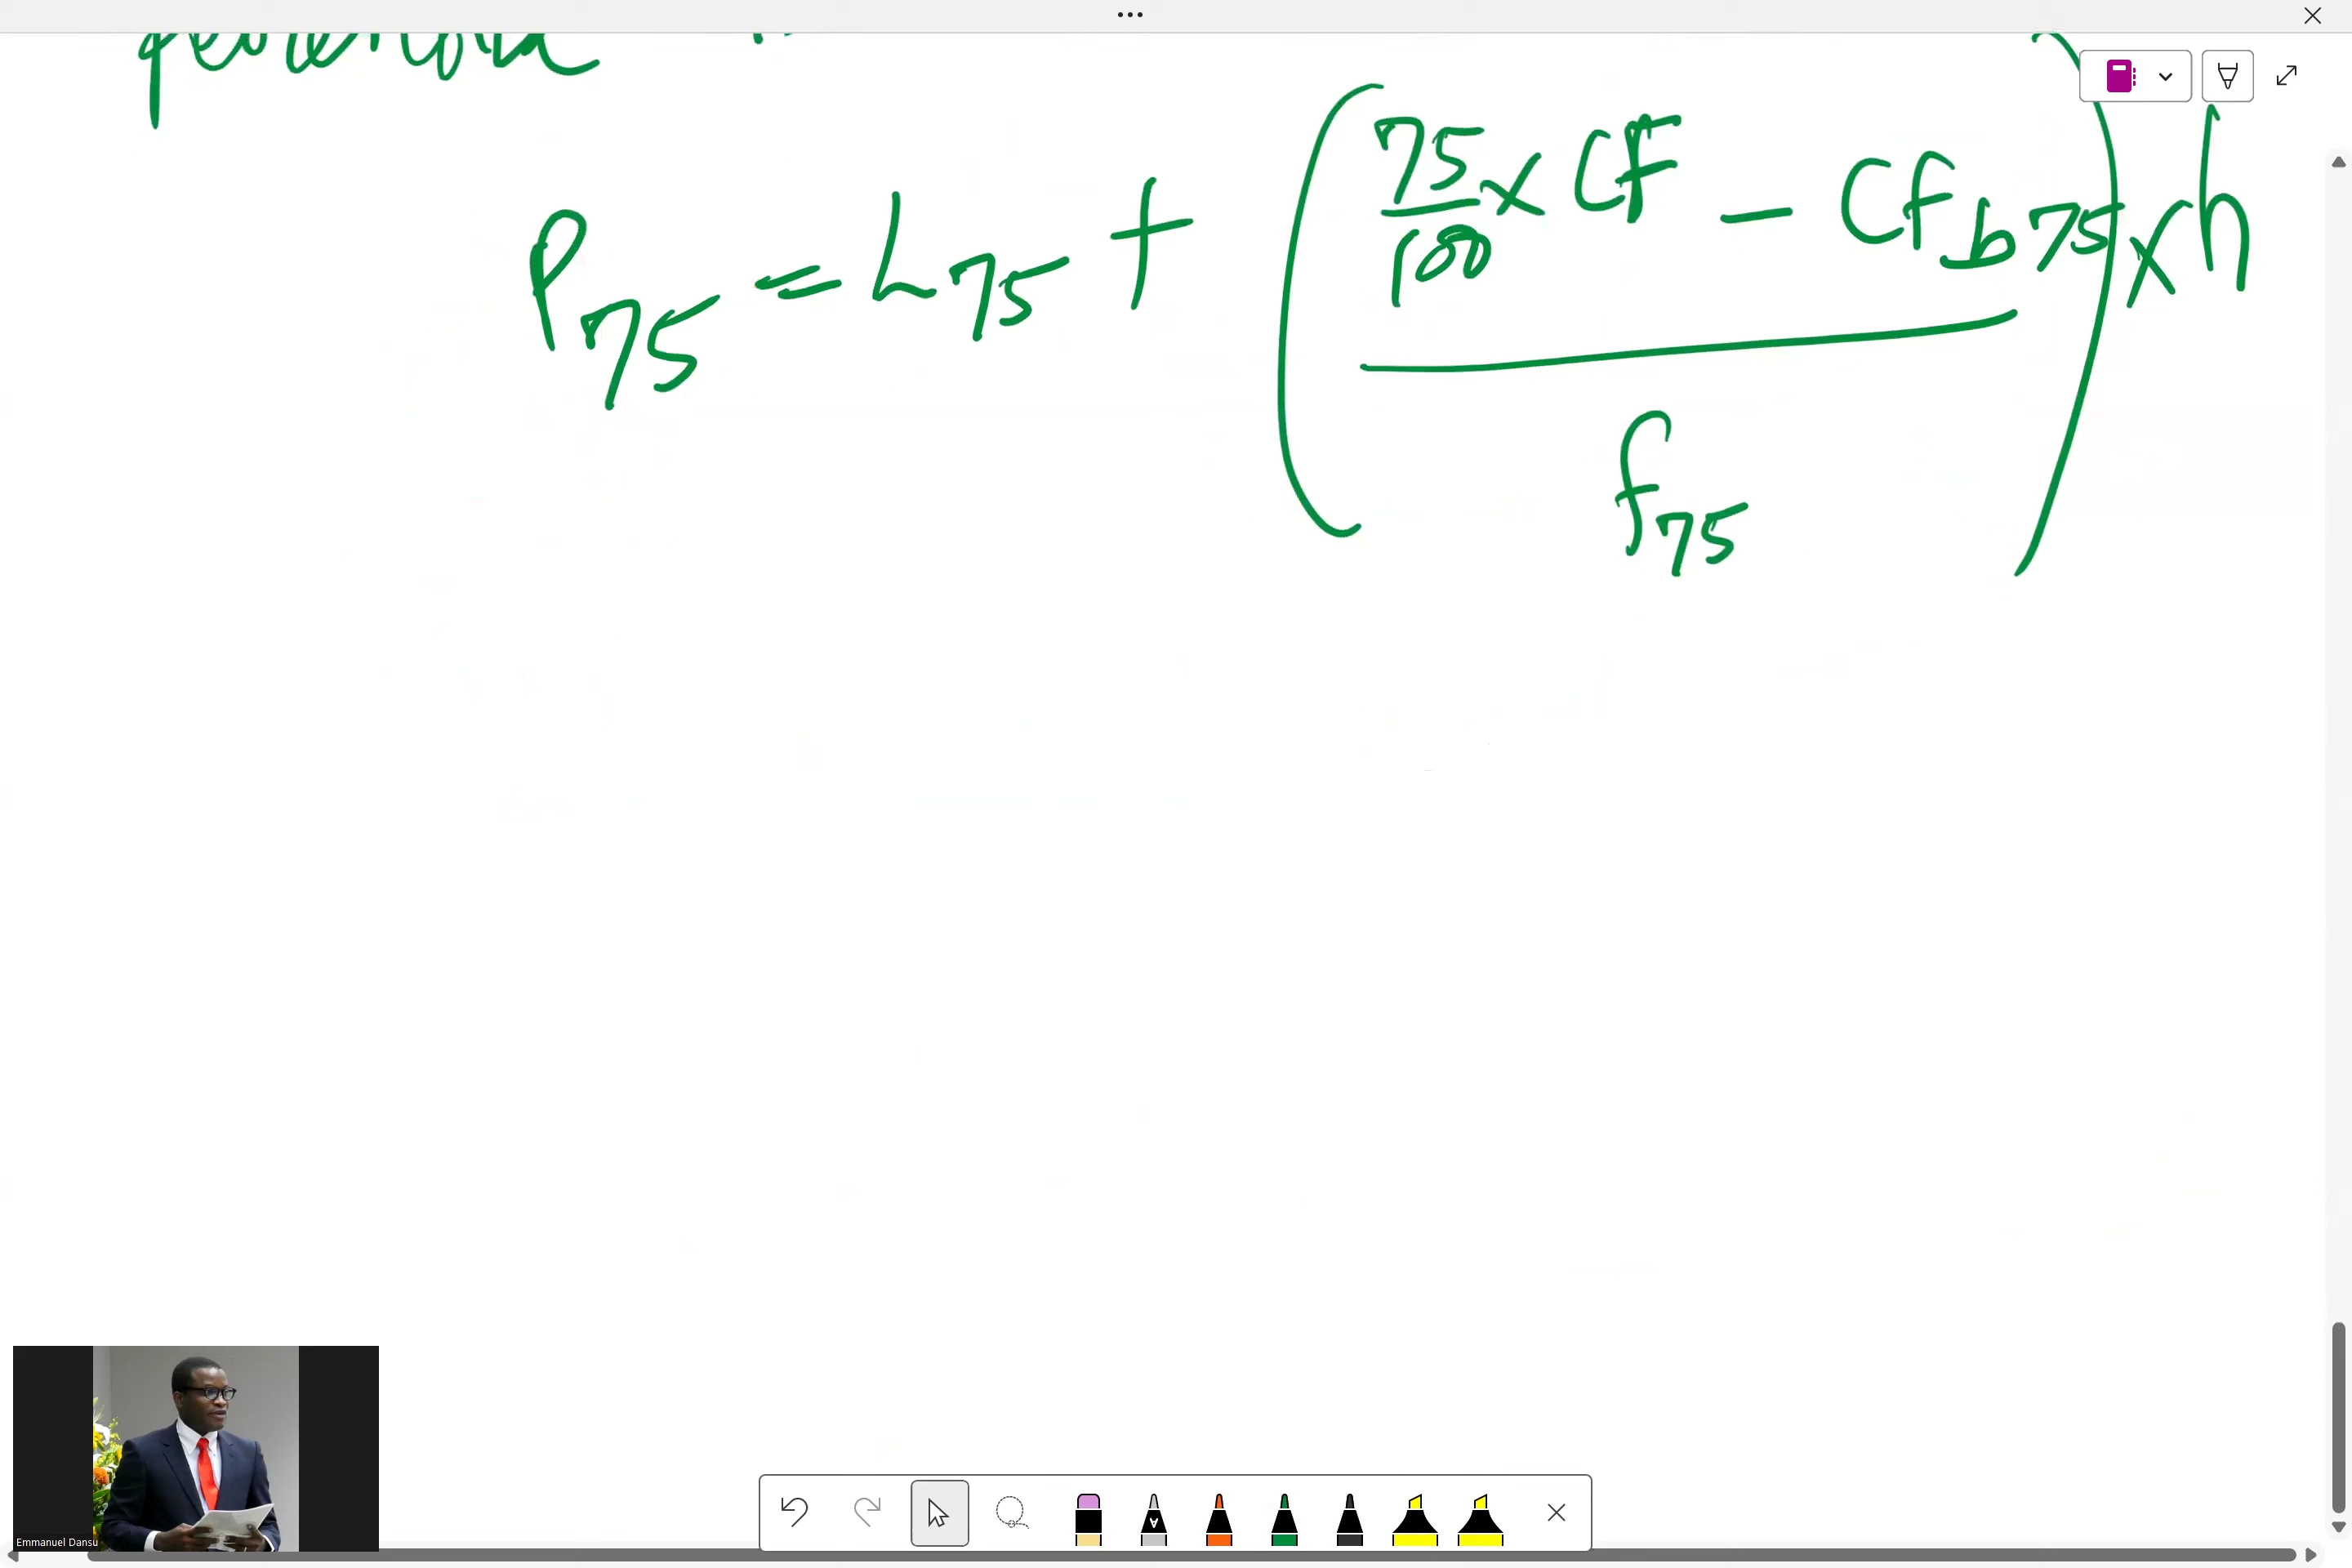 P75 = L75 + ( (75/100 × CF − CFb75) / f75 ) × h
Emmanuel Dansu